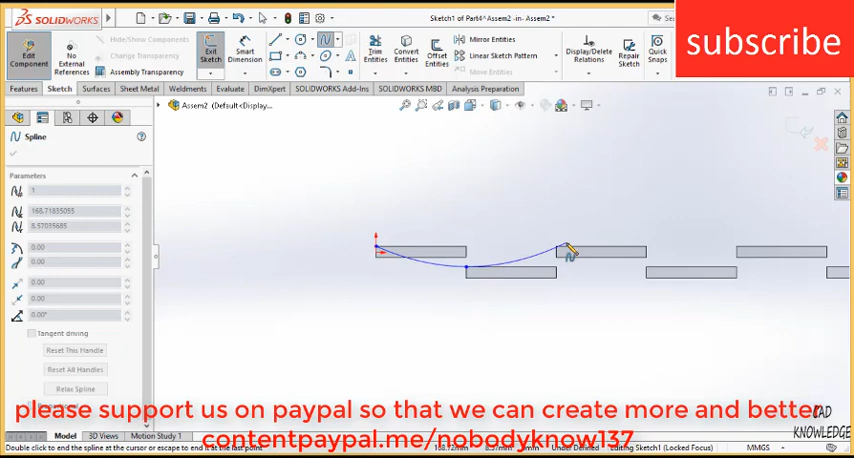 SOLIDWORKS
Sketch1 of Part64^Assem2 -in- Assem2 *
subscribe
Edit Component
No External References
Hide/Show Components
Change Transparency
Assembly Transparency
Exit Sketch
Smart Dimension
Trim Entities
Convert Entities
Offset Entities
Mirror Entities
Linear Sketch Pattern
Move Entities
Display/Delete Relations
Repair Sketch
Quick Snaps
Features
Sketch
Surfaces
Sheet Metal
Weldments
Evaluate
DimXpert
SOLIDWORKS Add-Ins
SOLIDWORKS MBD
Analysis Preparation
Assem2 (Default<Display...
Spline
Parameters
1
168.71835055
8.57035685
0.00
0.00
0.00
0.00
0.00°
Tangent driving
Reset This Handle
Reset All Handles
Relax Spline
please support us on paypal so that we can create more and better
contentpaypal.me/nobodyknow137
CAD
KNOWLEDGE
Model
3D Views
Motion Study 1
Double click to end the spline at the cursor or escape to end it at the last point
168.72mm
8.57mm
Under Defined
Editing Sketch1 (Locked Focus)
MMGS